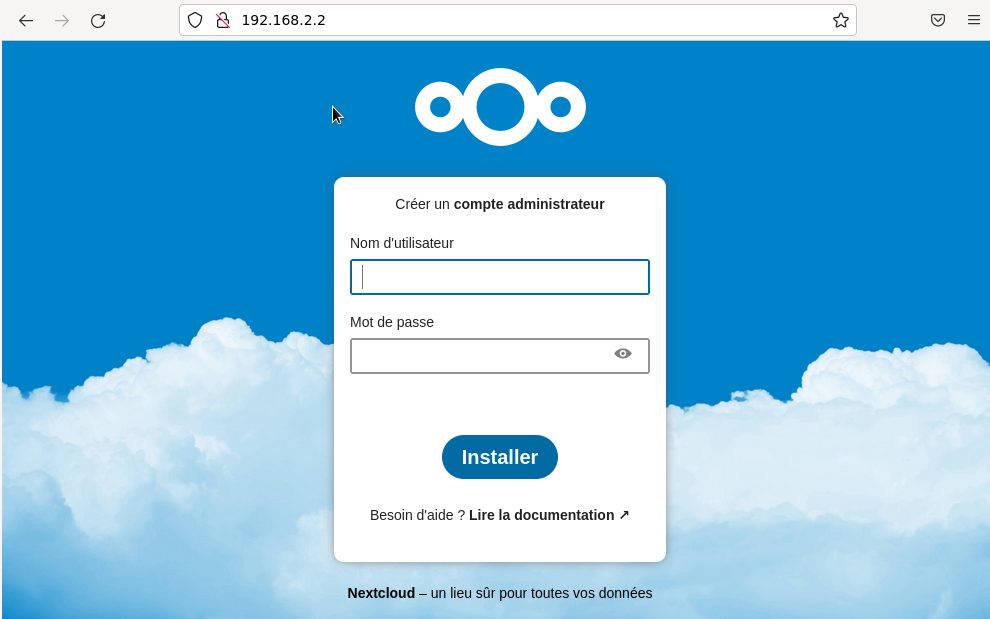 192.168.2.2
Créer un compte administrateur
Nom d'utilisateur
Mot de passe
Installer
Besoin d'aide ? Lire la documentation ↗
Nextcloud – un lieu sûr pour toutes vos données